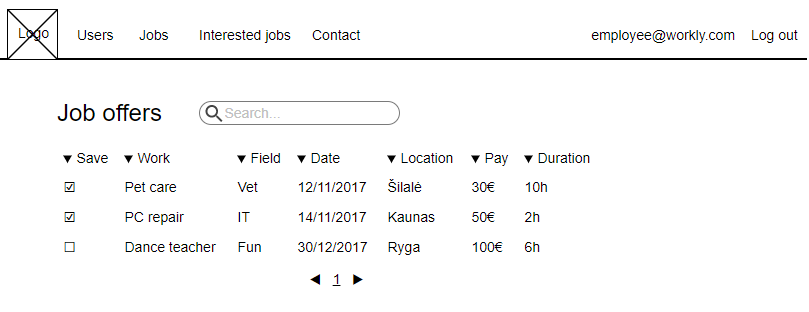 Logo Users Jobs Interested jobs Contact employee@workly.com Log out
Job offers Search...
▼ Save ▼ Work ▼ Field ▼ Date ▼ Location ▼ Pay ▼ Duration
☑ Pet care Vet 12/11/2017 Šilalė 30€ 10h
☑ PC repair IT 14/11/2017 Kaunas 50€ 2h
☐ Dance teacher Fun 30/12/2017 Ryga 100€ 6h
◀ 1 ▶